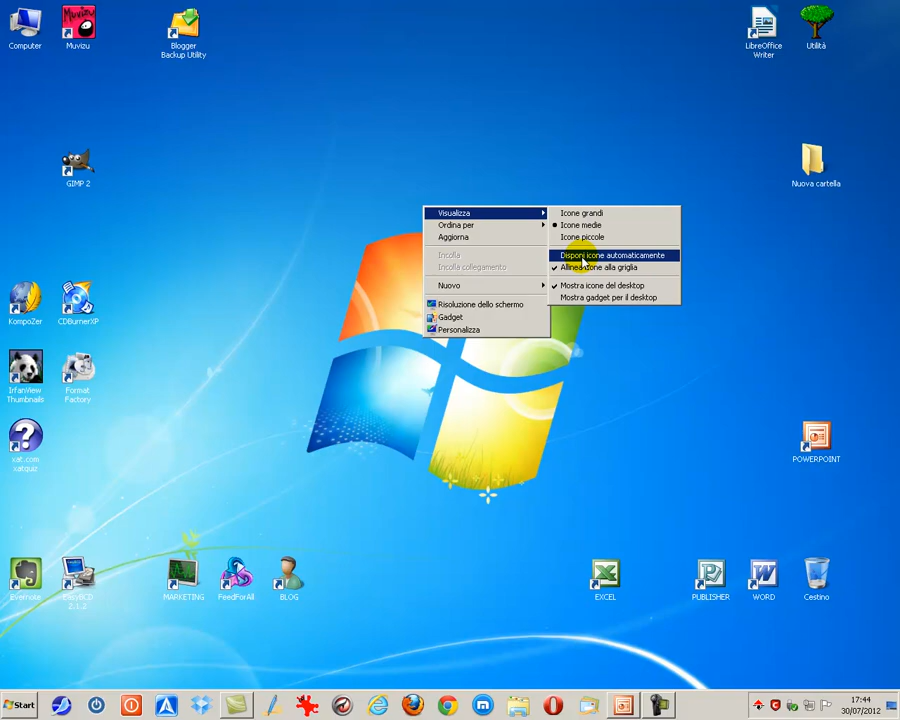 Muvizu
Computer
Muvizu
Blogger
Backup Utility
LibreOffice
Writer
Utilità
GIMP 2
Nuova cartella
Visualizza
Ordina per
Aggiorna
Incolla
Incolla collegamento
Nuovo
Risoluzione dello schermo
Gadget
Personalizza
Icone grandi
Icone medie
Icone piccole
Disponi icone automaticamente
Allinea icone alla griglia
Mostra icone del desktop
Mostra gadget per il desktop
KompoZer
CDBurnerXP
IrfanView
Thumbnails
Format
Factory
xat.com
xatquiz
POWERPOINT
Evernote
EasyBCD
2.1.2
MARKETING
FeedForAll
BLOG
EXCEL
PUBLISHER
WORD
Cestino
Start
17:44
30/07/2012